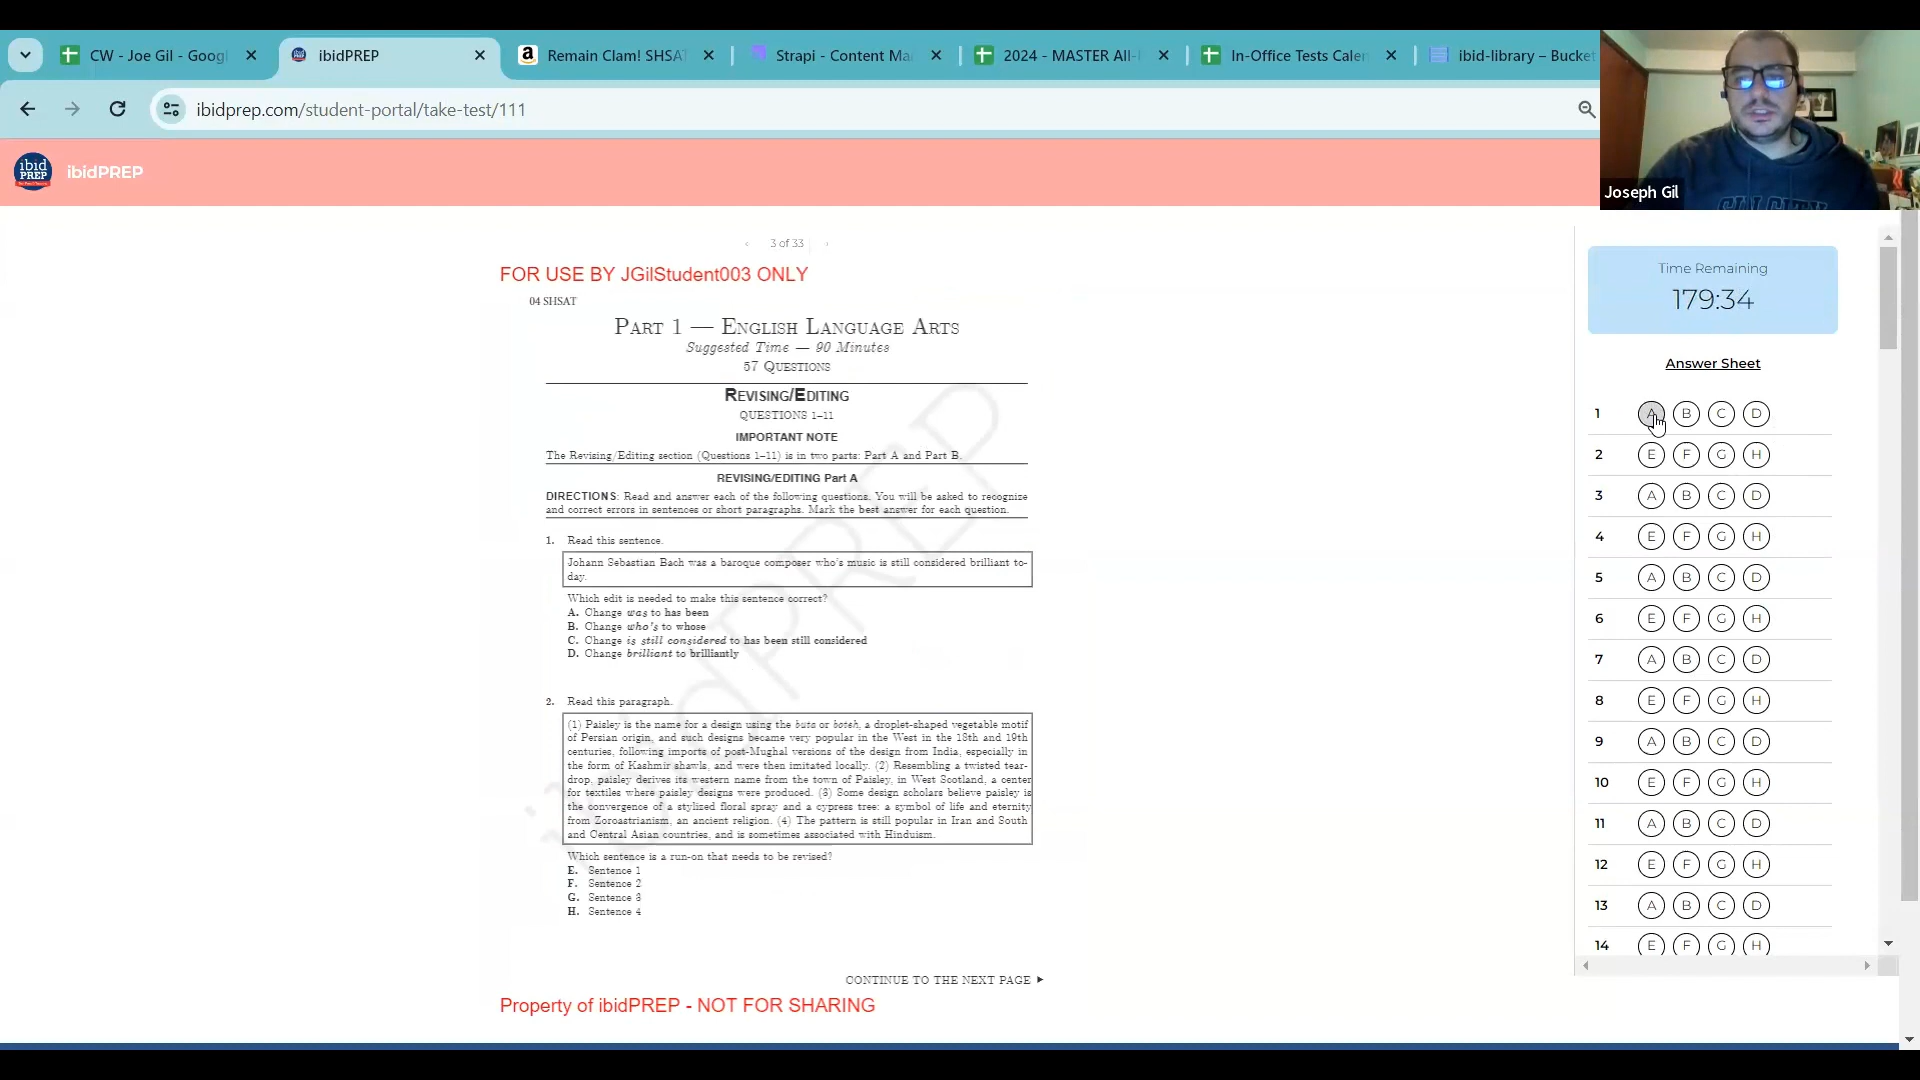 CW - Joe Gil - Googl
ibidPREP
Remain Clam! SHSAT
Strapi - Content Ma
2024 - MASTER All-
In-Office Tests Calen
ibid-library – Bucket
ibidprep.com/student-portal/take-test/111
ibid
PREP
ibidPREP
Joseph Gil
3 of 33
FOR USE BY JGilStudent003 ONLY
04 SHSAT
Part 1 — English Language Arts
Suggested Time — 90 Minutes
57 Questions
Revising/Editing
QUESTIONS 1–11
IMPORTANT NOTE
The Revising/Editing section (Questions 1–11) is in two parts: Part A and Part B.
REVISING/EDITING Part A
DIRECTIONS: Read and answer each of the following questions. You will be asked to recognize
and correct errors in sentences or short paragraphs. Mark the best answer for each question.
1. Read this sentence.
Johann Sebastian Bach was a baroque composer who's music is still considered brilliant to-
day.
Which edit is needed to make this sentence correct?
A. Change was to has been
B. Change who's to whose
C. Change is still considered to has been still considered
D. Change brilliant to brilliantly
2. Read this paragraph.
(1) Paisley is the name for a design using the buta or boteh, a droplet-shaped vegetable motif
of Persian origin, and such designs became very popular in the West in the 18th and 19th
centuries, following imports of post-Mughal versions of the design from India, especially in
the form of Kashmir shawls, and were then imitated locally. (2) Resembling a twisted tear-
drop, paisley derives its western name from the town of Paisley, in West Scotland, a center
for textiles where paisley designs were produced. (3) Some design scholars believe paisley is
the convergence of a stylized floral spray and a cypress tree: a symbol of life and eternity
from Zoroastrianism, an ancient religion. (4) The pattern is still popular in Iran and South
and Central Asian countries, and is sometimes associated with Hinduism.
Which sentence is a run-on that needs to be revised?
E. Sentence 1
F. Sentence 2
G. Sentence 3
H. Sentence 4
CONTINUE TO THE NEXT PAGE
Property of ibidPREP - NOT FOR SHARING
ibidPREP
Time Remaining
179:34
Answer Sheet
1 A B C D
2 E F G H
3 A B C D
4 E F G H
5 A B C D
6 E F G H
7 A B C D
8 E F G H
9 A B C D
10 E F G H
11 A B C D
12 E F G H
13 A B C D
14 E F G H